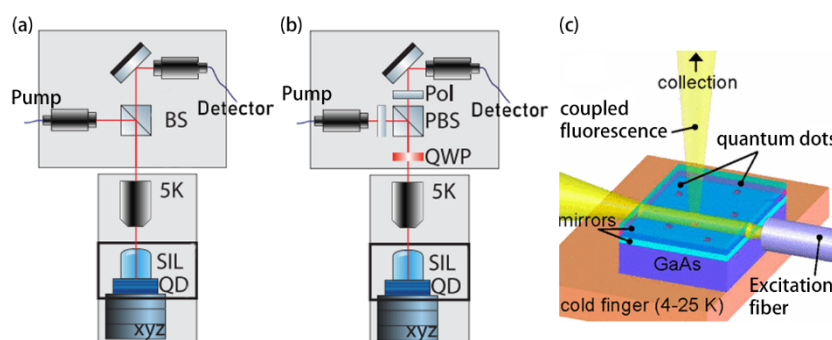 (a)
Pump
BS
Detector
5K
SIL
QD
xyz
(b)
Pump
Pol
PBS
Detector
QWP
5K
SIL
QD
xyz
(c)
collection
coupled
fluorescence
quantum dots
mirrors
GaAs
Excitation
fiber
cold finger (4-25 K)